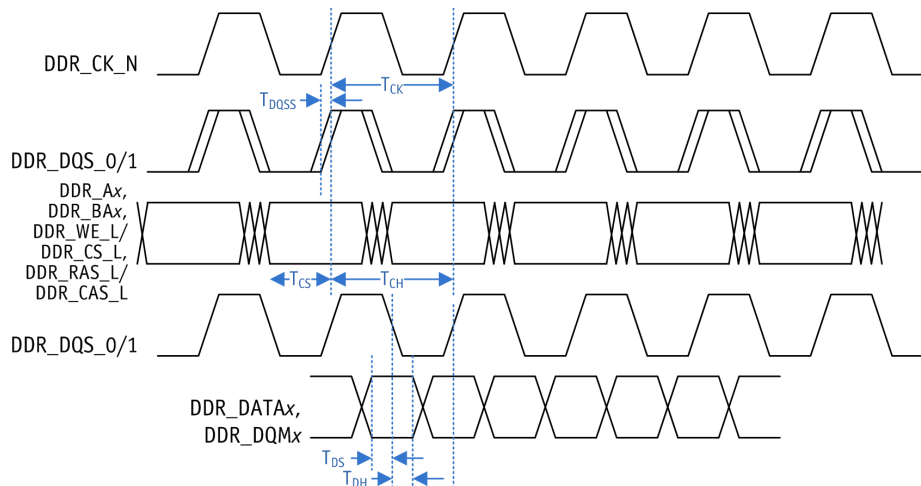 DDR_CK_N
T_CK
T_DQSS
DDR_DQS_0/1
DDR_Ax,
DDR_BAx,
DDR_WE_L/
DDR_CS_L,
DDR_RAS_L/
DDR_CAS_L
T_CS
T_CH
DDR_DQS_0/1
DDR_DATAx,
DDR_DQMx
T_DS
T_DH